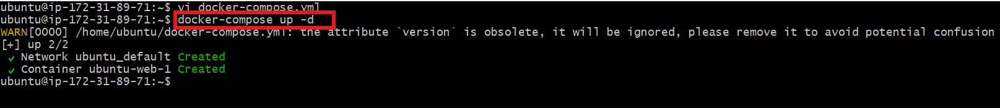 ubuntu@ip-172-31-89-71:~$ vi docker-compose.yml
ubuntu@ip-172-31-89-71:~$ docker-compose up -d
WARN[0000] /home/ubuntu/docker-compose.yml: the attribute `version` is obsolete, it will be ignored, please remove it to avoid potential confusion
[+] up 2/2
✔ Network ubuntu_default Created
✔ Container ubuntu-web-1 Created
ubuntu@ip-172-31-89-71:~$